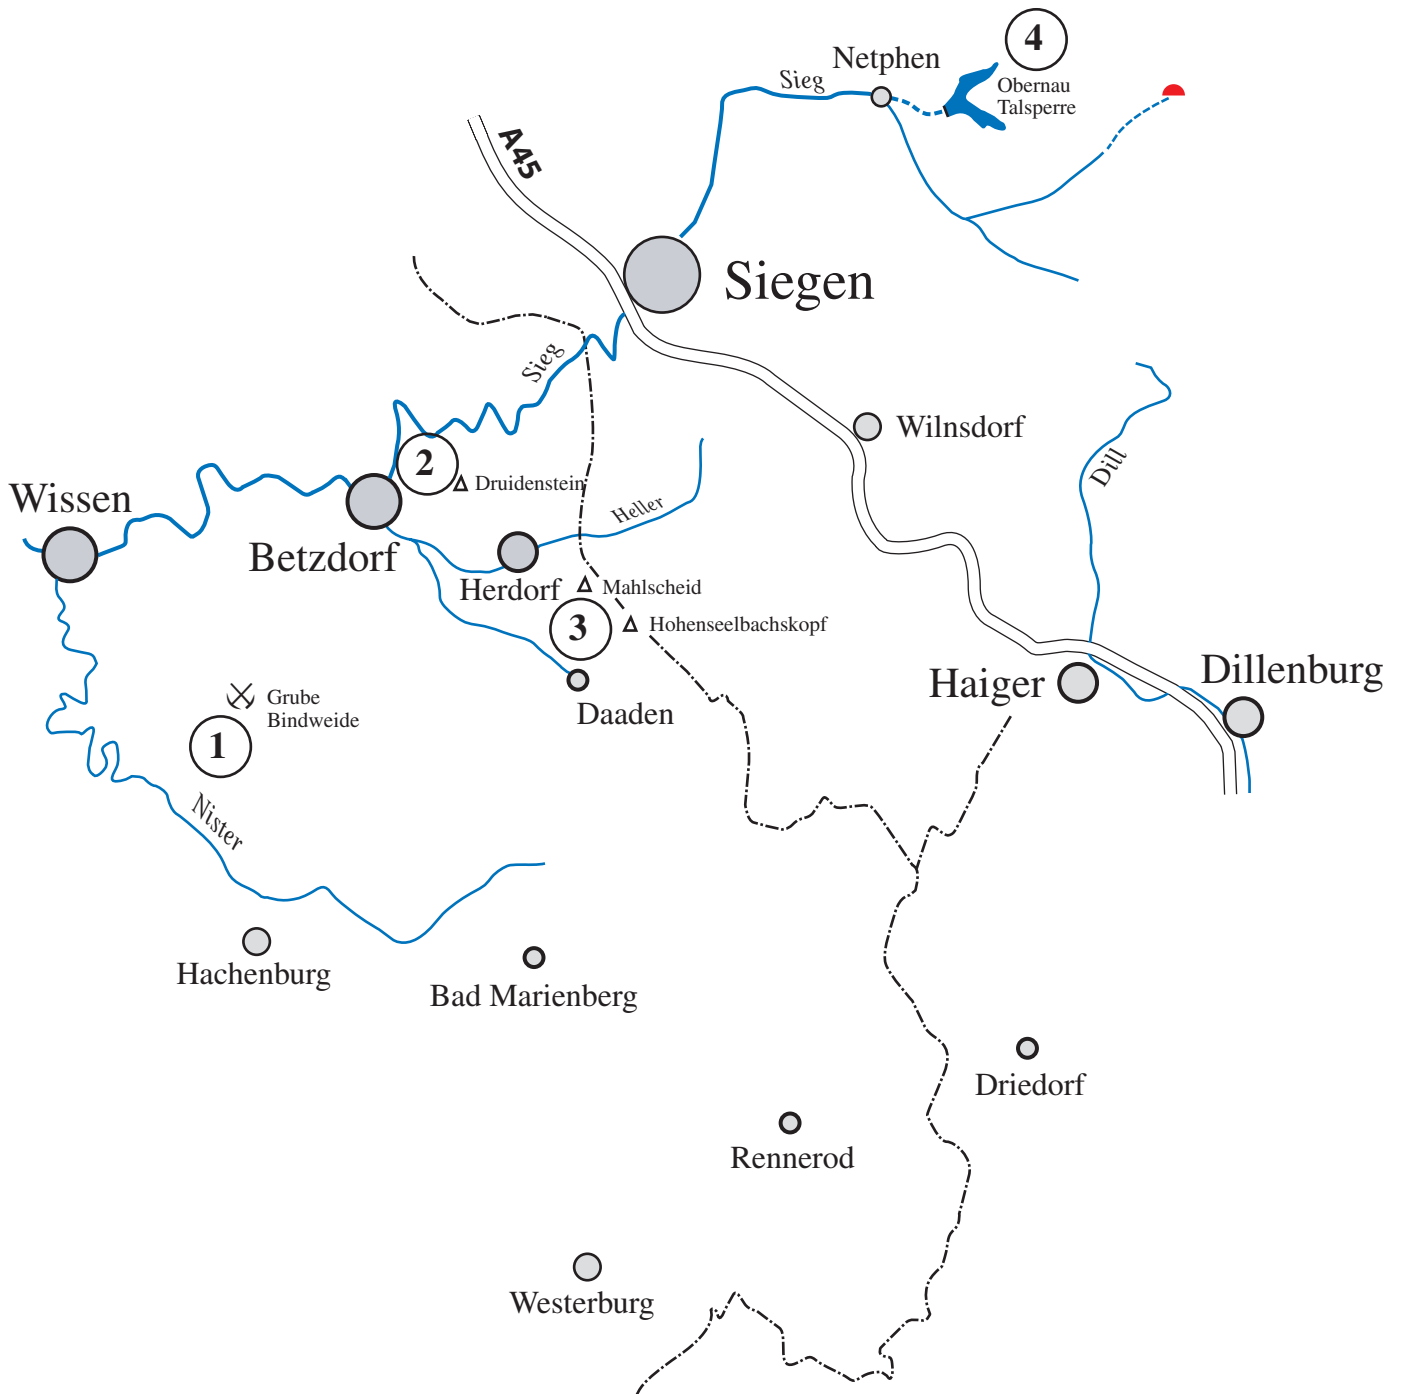 4
Netphen
Sieg
Obernau
Talsperre
A45
Siegen
Sieg
Wilnsdorf
Dill
2
Druidenstein
Wissen
Heller
Betzdorf
Herdorf
Mahlscheid
3
Hohenseelbachskopf
Haiger
Dillenburg
Daaden
Grube
Bindweide
1
Nister
Hachenburg
Bad Marienberg
Driedorf
Rennerod
Westerburg